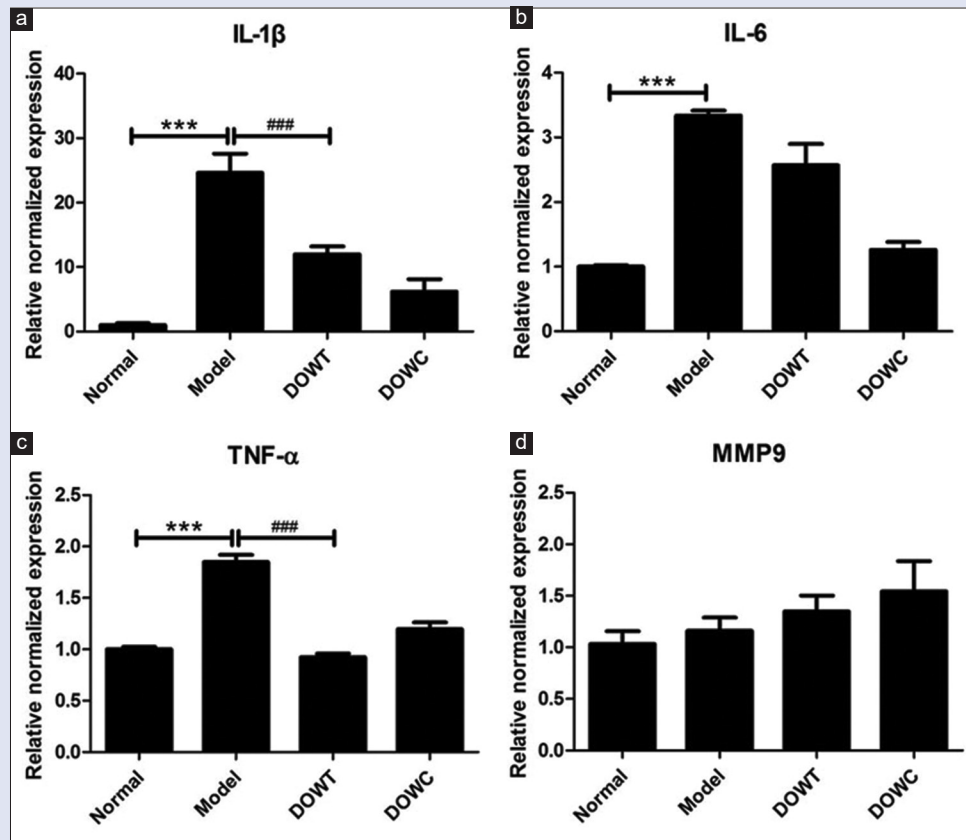 a
IL-1β
Relative normalized expression
40
30
20
10
0
***
###
Normal
Model
DOWT
DOWC
b
IL-6
Relative normalized expression
4
3
2
1
0
***
Normal
Model
DOWT
DOWC
c
TNF-α
Relative normalized expression
2.5
2.0
1.5
1.0
0.5
0.0
***
###
Normal
Model
DOWT
DOWC
d
MMP9
Relative normalized expression
2.5
2.0
1.5
1.0
0.5
0.0
Normal
Model
DOWT
DOWC